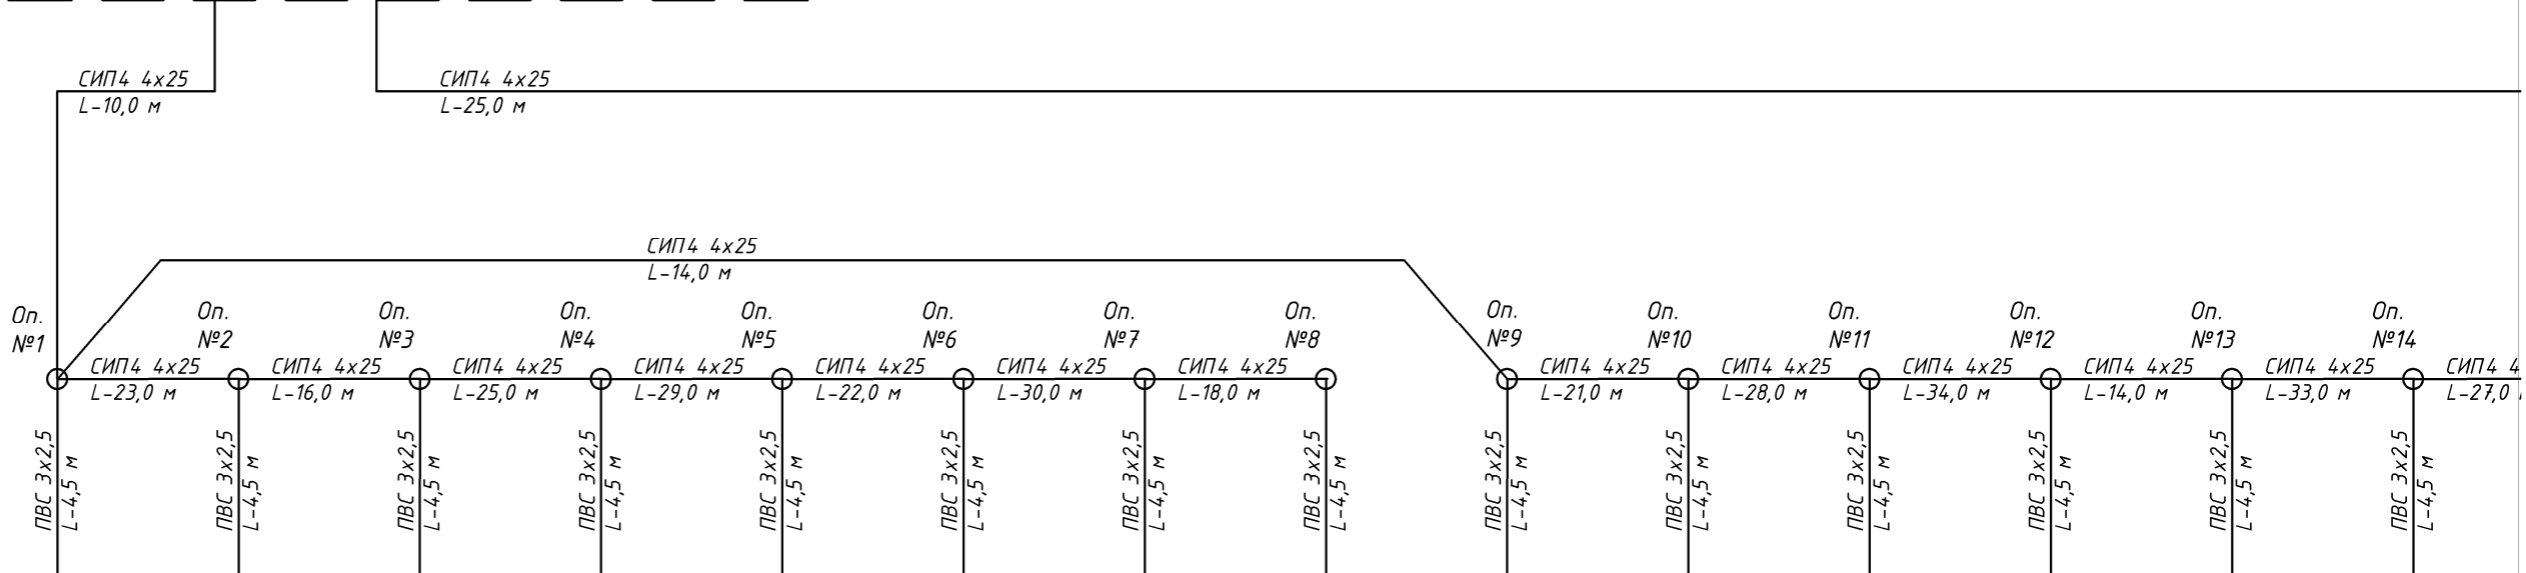 СИП4 4х25
L-10,0 м
СИП4 4х25
L-25,0 м
СИП4 4х25
L-14,0 м
Оп.
№1
Оп.
№2
Оп.
№3
Оп.
№4
Оп.
№5
Оп.
№6
Оп.
№7
Оп.
№8
Оп.
№9
Оп.
№10
Оп.
№11
Оп.
№12
Оп.
№13
Оп.
№14
СИП4 4х25
L-23,0 м
СИП4 4х25
L-16,0 м
СИП4 4х25
L-25,0 м
СИП4 4х25
L-29,0 м
СИП4 4х25
L-22,0 м
СИП4 4х25
L-30,0 м
СИП4 4х25
L-18,0 м
СИП4 4х25
L-21,0 м
СИП4 4х25
L-28,0 м
СИП4 4х25
L-34,0 м
СИП4 4х25
L-14,0 м
СИП4 4х25
L-33,0 м
СИП4 4
L-27,0
ПВС 3х2,5
L-4,5 м
ПВС 3х2,5
L-4,5 м
ПВС 3х2,5
L-4,5 м
ПВС 3х2,5
L-4,5 м
ПВС 3х2,5
L-4,5 м
ПВС 3х2,5
L-4,5 м
ПВС 3х2,5
L-4,5 м
ПВС 3х2,5
L-4,5 м
ПВС 3х2,5
L-4,5 м
ПВС 3х2,5
L-4,5 м
ПВС 3х2,5
L-4,5 м
ПВС 3х2,5
L-4,5 м
ПВС 3х2,5
L-4,5 м
ПВС 3х2,5
L-4,5 м